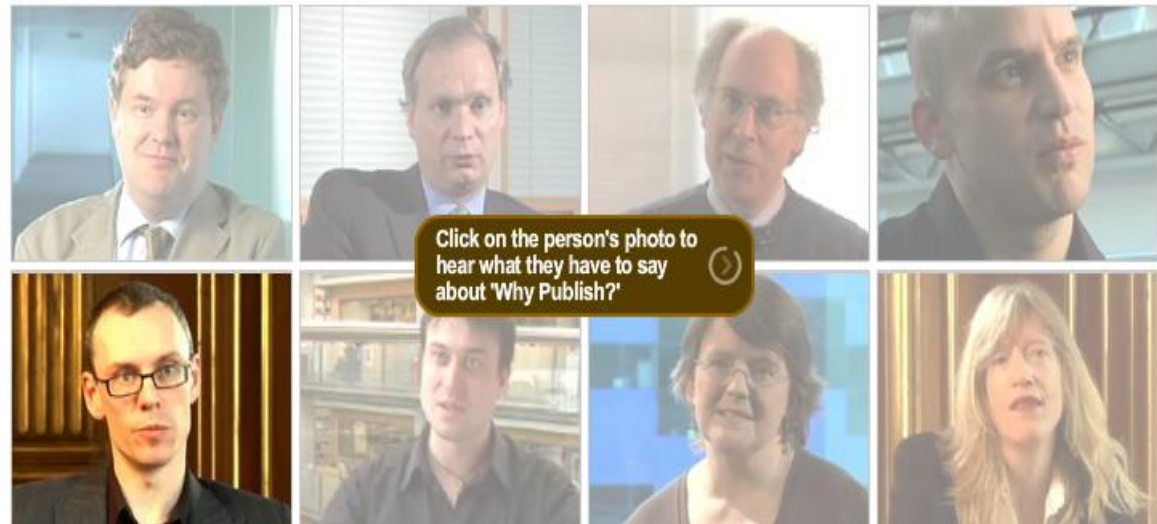 Click on the person's photo to
hear what they have to say
about 'Why Publish?'